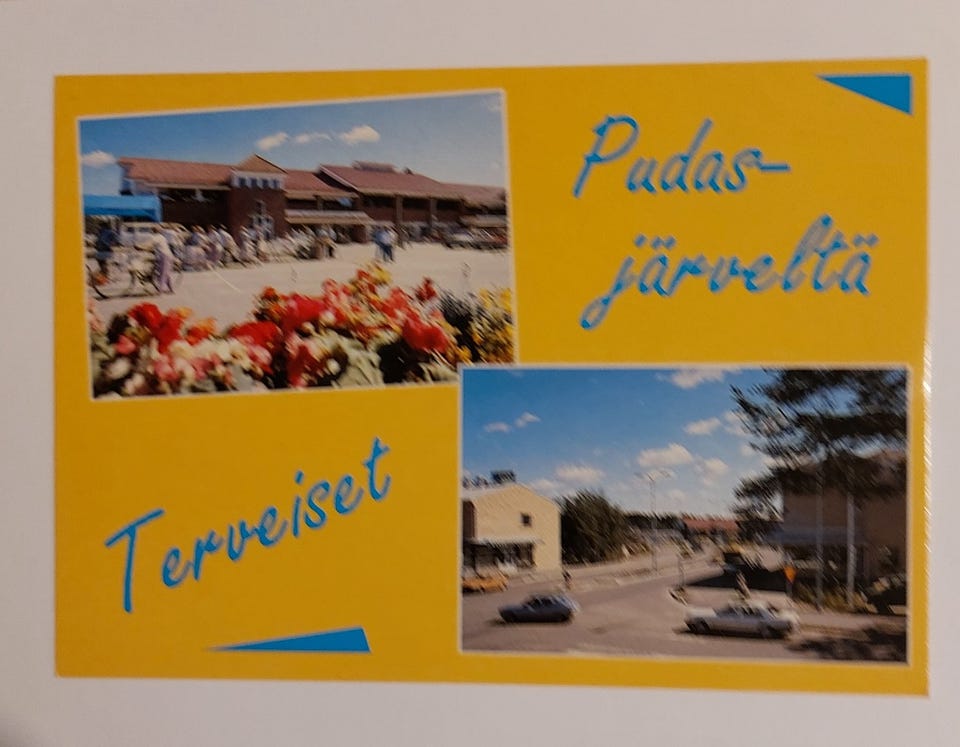 Pudas-
järveltä
Terveiset